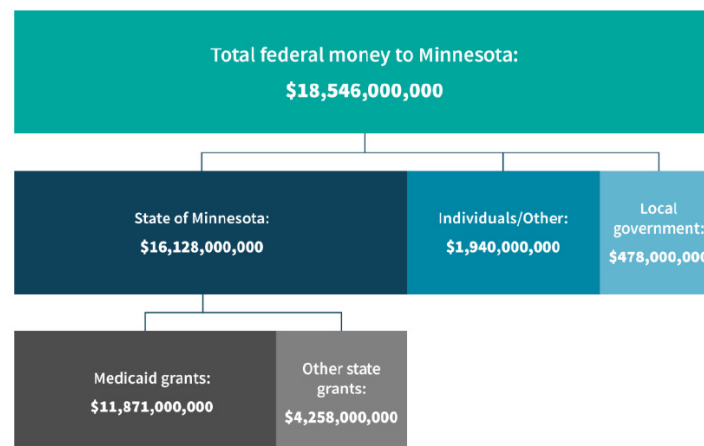 Total federal money to Minnesota:
$18,546,000,000
State of Minnesota:
$16,128,000,000
Individuals/Other:
$1,940,000,000
Local
government:
$478,000,000
Medicaid grants:
$11,871,000,000
Other state
grants:
$4,258,000,000